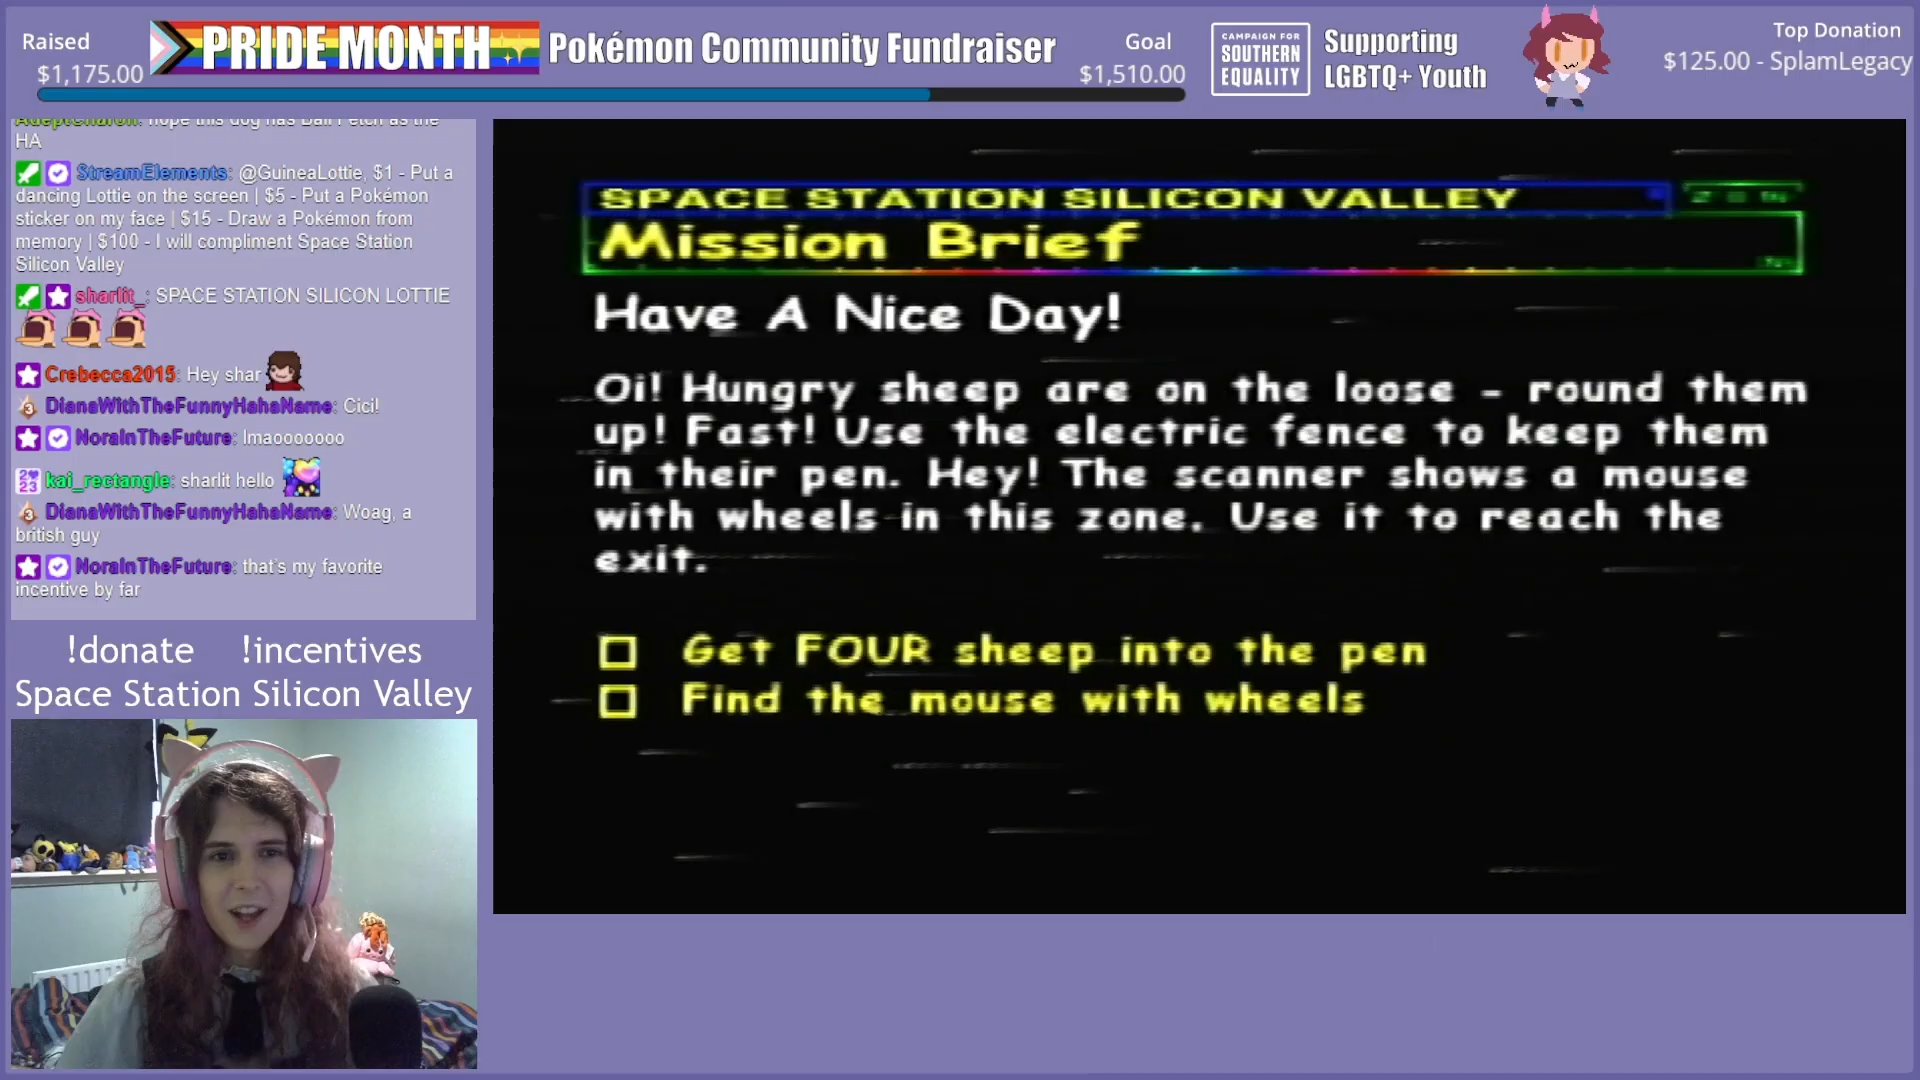 Raised
$1,175.00
PRIDE MONTH
Pokémon Community Fundraiser
Goal
$1,510.00
CAMPAIGN FOR
SOUTHERN
EQUALITY
Supporting
LGBTQ+ Youth
Top Donation
$125.00 - SplamLegacy
HA
StreamElements: @GuineaLottie, $1 - Put a
dancing Lottie on the screen | $5 - Put a Pokémon
sticker on my face | $15 - Draw a Pokémon from
memory | $100 - I will compliment Space Station
Silicon Valley
sharlit_: SPACE STATION SILICON LOTTIE
Crebecca2015: Hey shar
DianaWithTheFunnyHahaName: Cici!
NoraInTheFuture: lmaooooooo
kai_rectangle: sharlit hello
DianaWithTheFunnyHahaName: Woag, a
british guy
NoraInTheFuture: that's my favorite
incentive by far
!donate !incentives
Space Station Silicon Valley
SPACE STATION SILICON VALLEY
Mission Brief
Have A Nice Day!
Oi! Hungry sheep are on the loose - round them
up! Fast! Use the electric fence to keep them
in their pen. Hey! The scanner shows a mouse
with wheels in this zone. Use it to reach the
exit.
Get FOUR sheep into the pen
Find the mouse with wheels